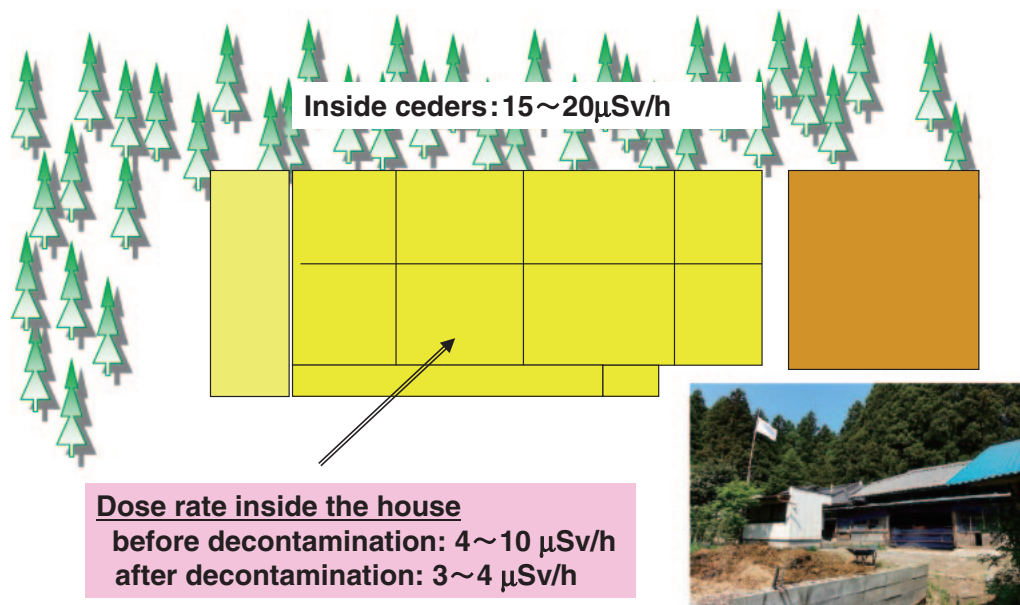 Inside ceders:15～20μSv/h
Dose rate inside the house
before decontamination: 4～10 μSv/h
after decontamination: 3～4 μSv/h